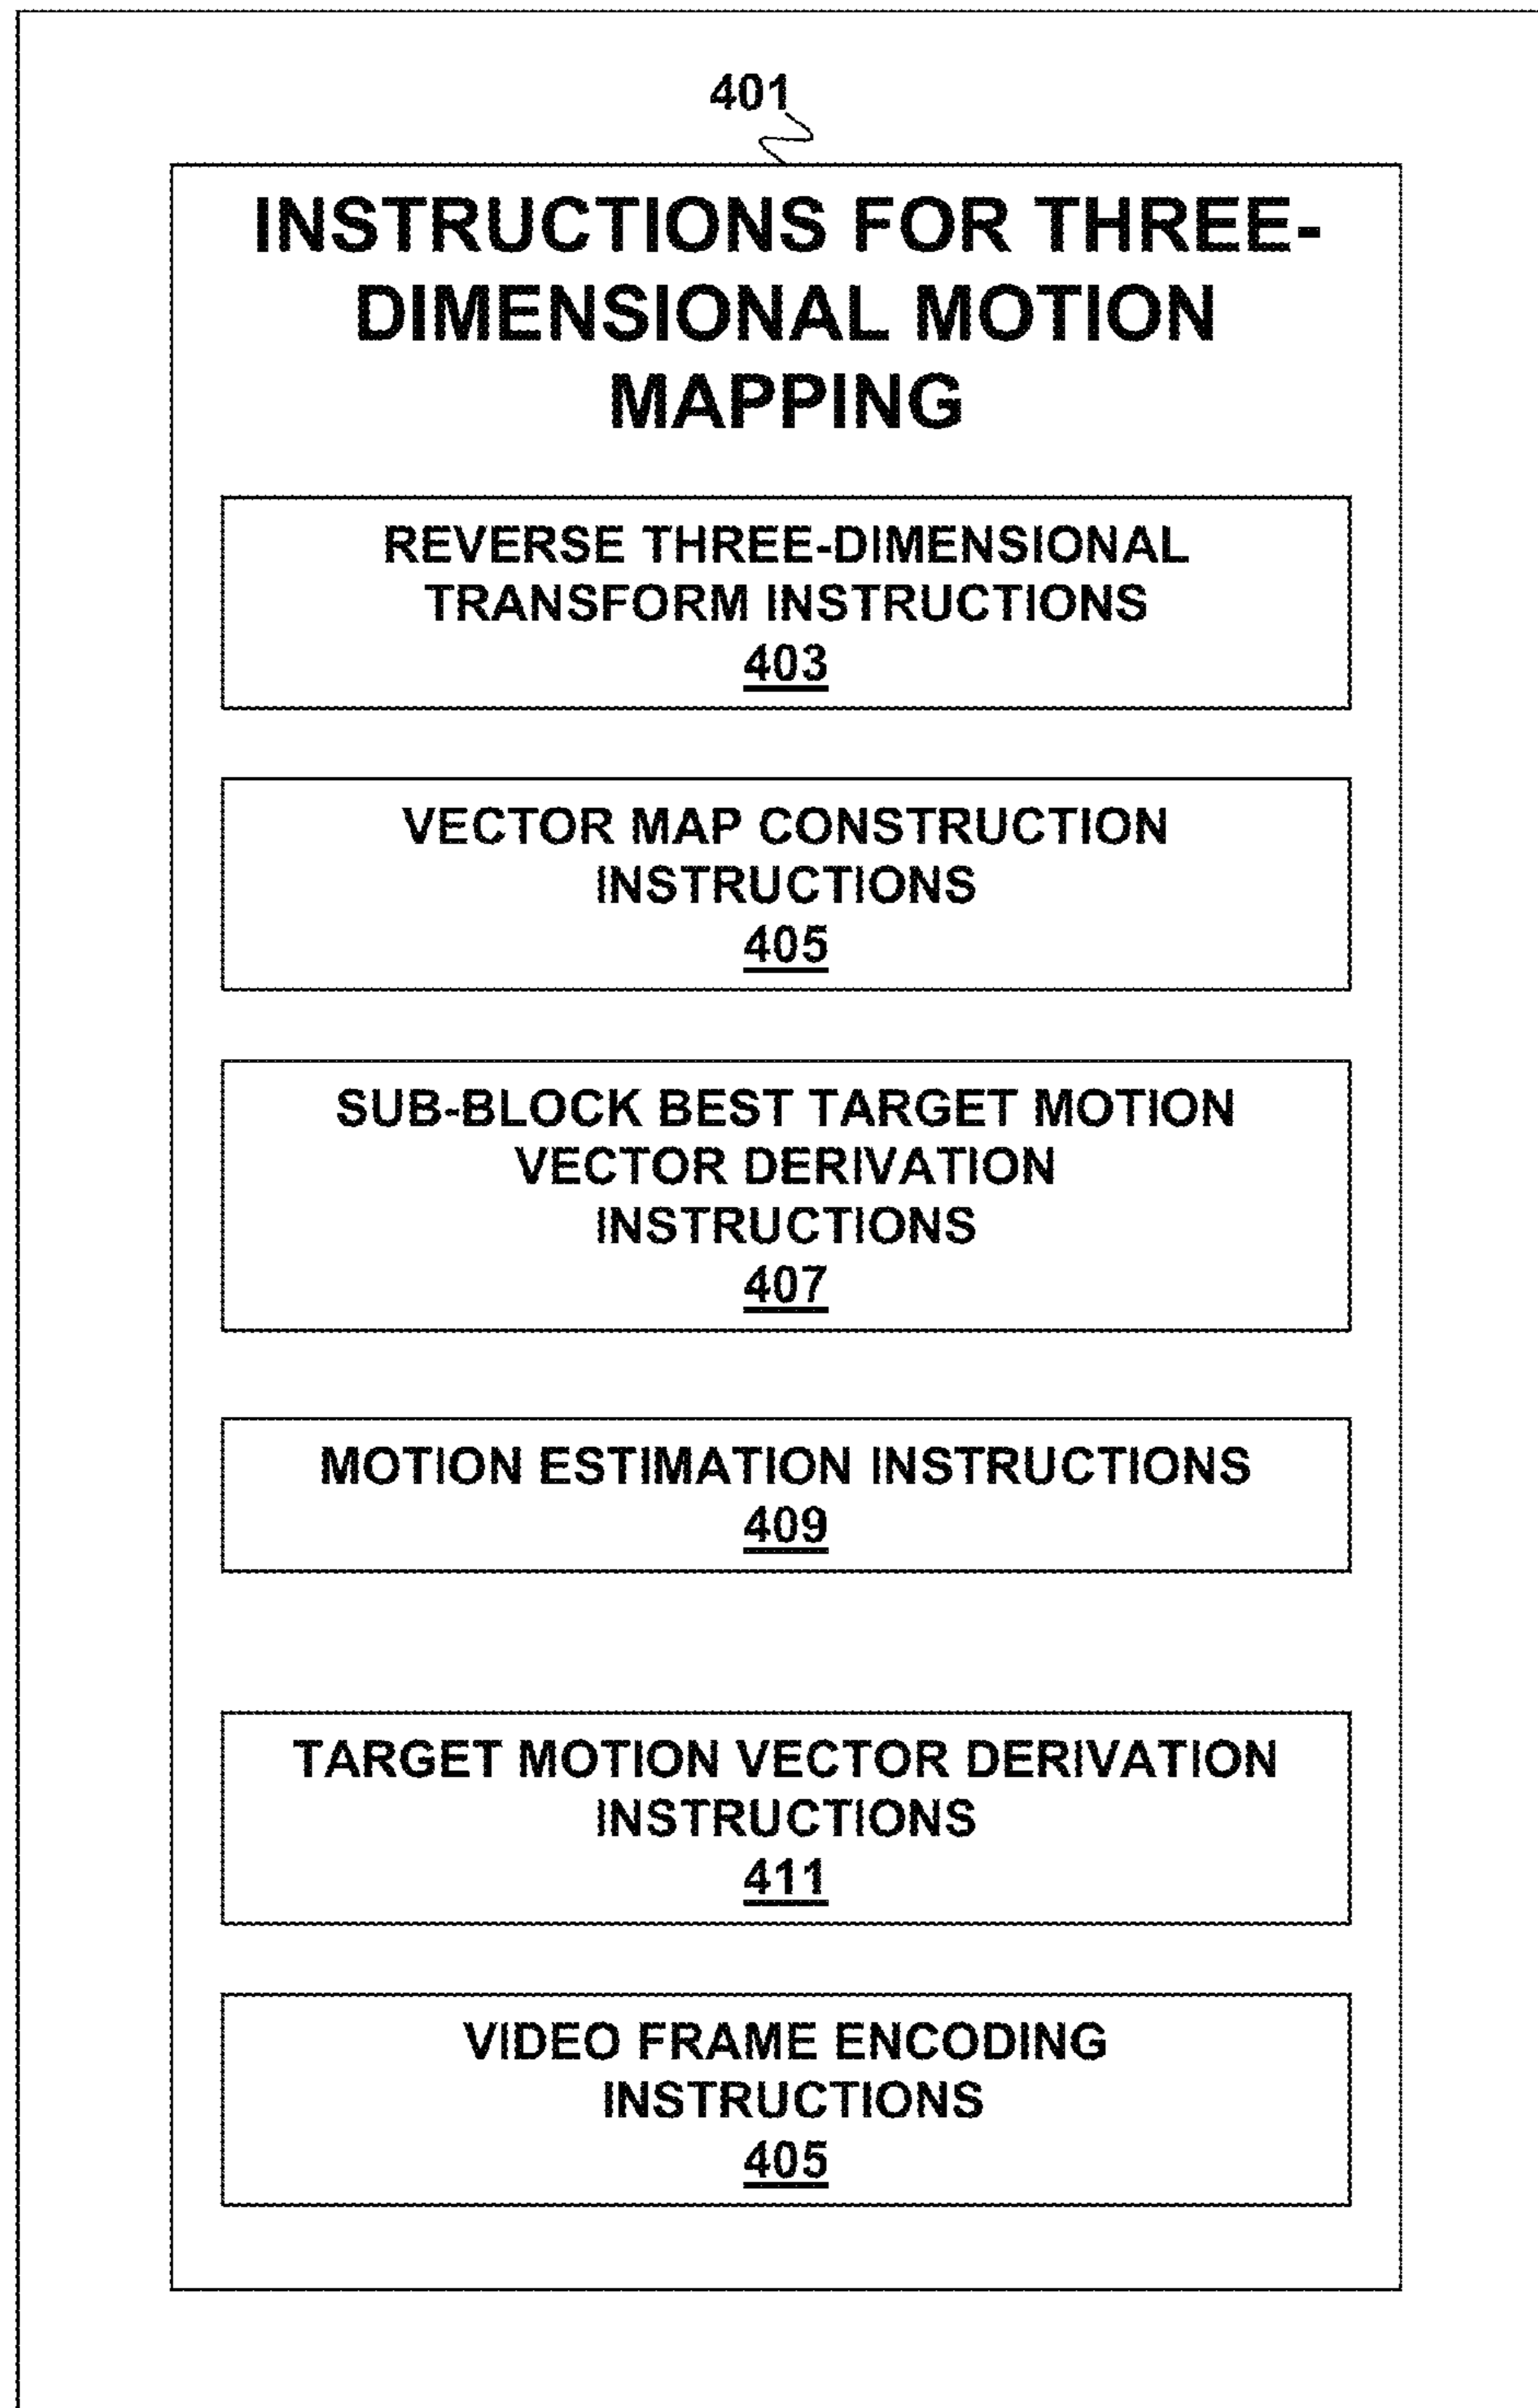 401
INSTRUCTIONS FOR THREE-
DIMENSIONAL MOTION
MAPPING
REVERSE THREE-DIMENSIONAL
TRANSFORM INSTRUCTIONS
403
VECTOR MAP CONSTRUCTION
INSTRUCTIONS
405
SUB-BLOCK BEST TARGET MOTION
VECTOR DERIVATION
INSTRUCTIONS
407
MOTION ESTIMATION INSTRUCTIONS
409
TARGET MOTION VECTOR DERIVATION
INSTRUCTIONS
411
VIDEO FRAME ENCODING
INSTRUCTIONS
405